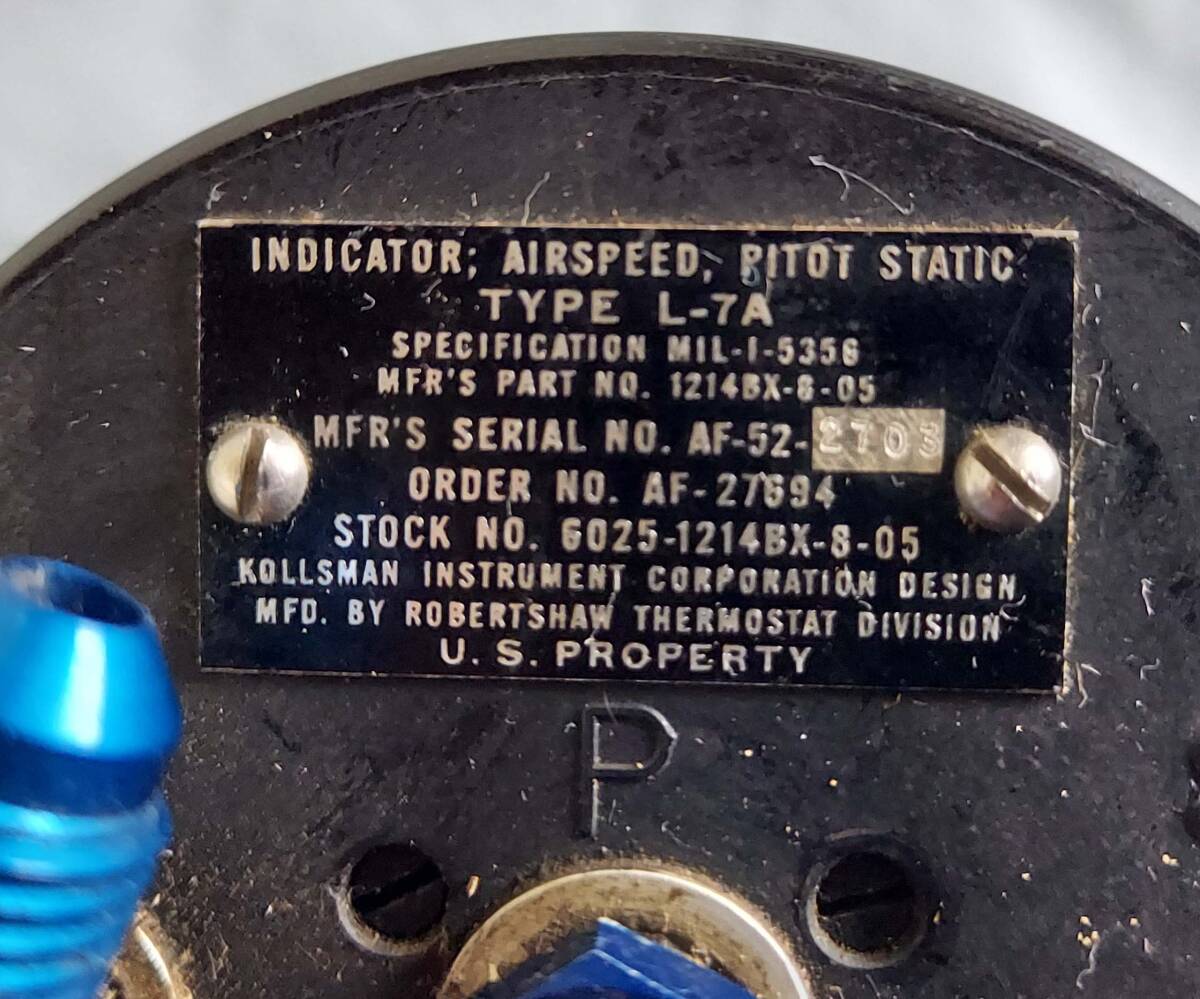 INDICATOR; AIRSPEED, PITOT STATIC
TYPE L-7A
SPECIFICATION MIL-I-5356
MFR'S PART NO. 1214BX-8-05
MFR'S SERIAL NO. AF-52-2703
ORDER NO. AF-27694
STOCK NO. 6025-1214BX-8-05
KOLLSMAN INSTRUMENT CORPORATION DESIGN
MFD. BY ROBERTSHAW THERMOSTAT DIVISION
U. S. PROPERTY
P